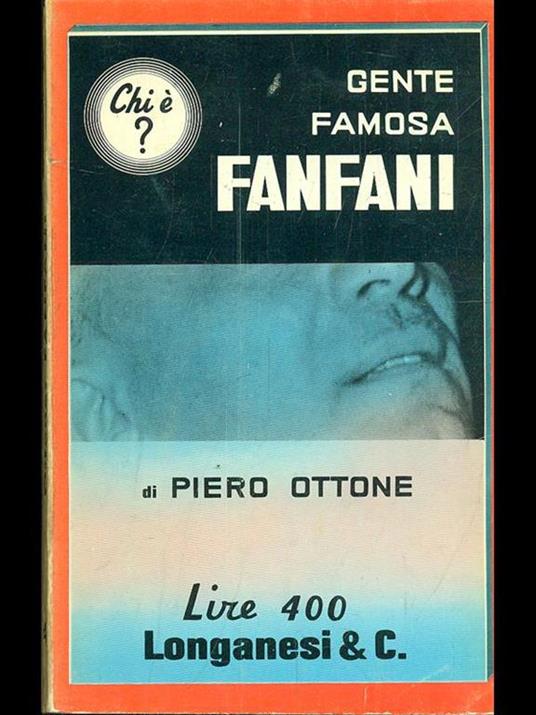 Chi è
?
GENTE
FAMOSA
FANFANI
di PIERO OTTONE
Lire 400
Longanesi & C.